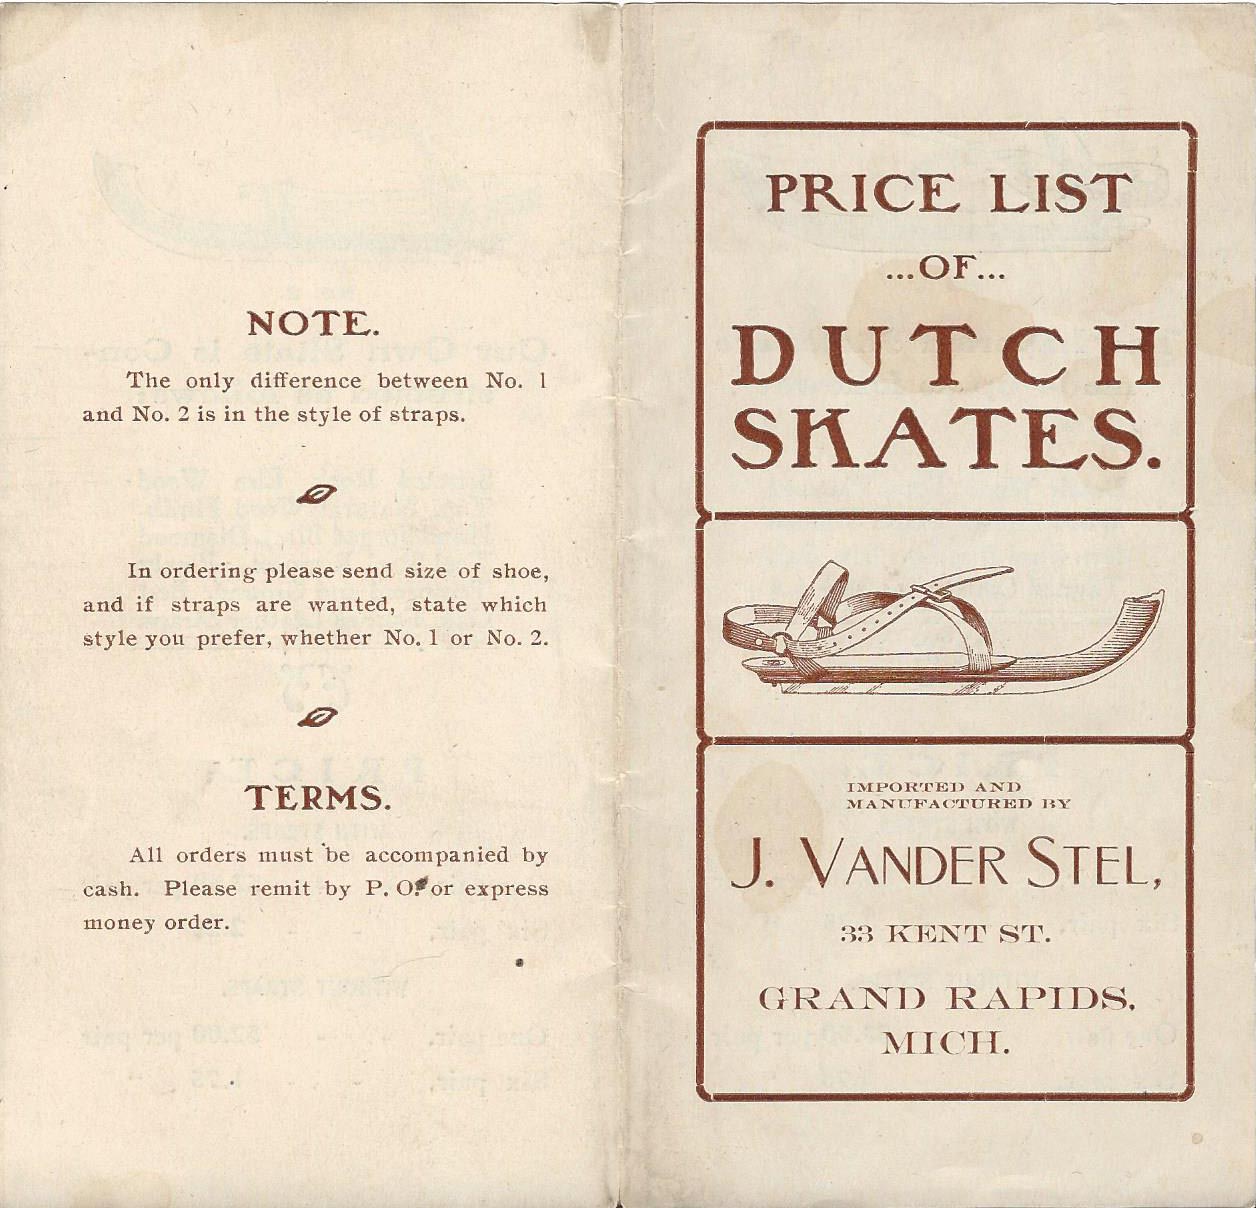 NOTE.
The only difference between No. 1
and No. 2 is in the style of straps.
In ordering please send size of shoe,
and if straps are wanted, state which
style you prefer, whether No. 1 or No. 2.
TERMS.
All orders must be accompanied by
cash. Please remit by P. O. or express
money order.
PRICE LIST
...OF...
DUTCH
SKATES.
IMPORTED AND
MANUFACTURED BY
J. VANDER STEL,
33 KENT ST.
GRAND RAPIDS,
MICH.